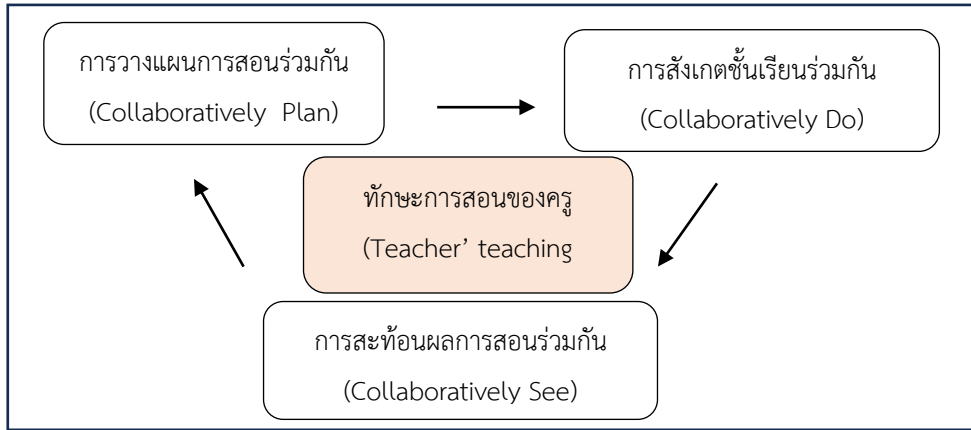 การวางแผนการสอนร่วมกัน
(Collaboratively Plan)
การสังเกตชั้นเรียนร่วมกัน
(Collaboratively Do)
ทักษะการสอนของครู
(Teacher’ teaching
การสะท้อนผลการสอนร่วมกัน
(Collaboratively See)